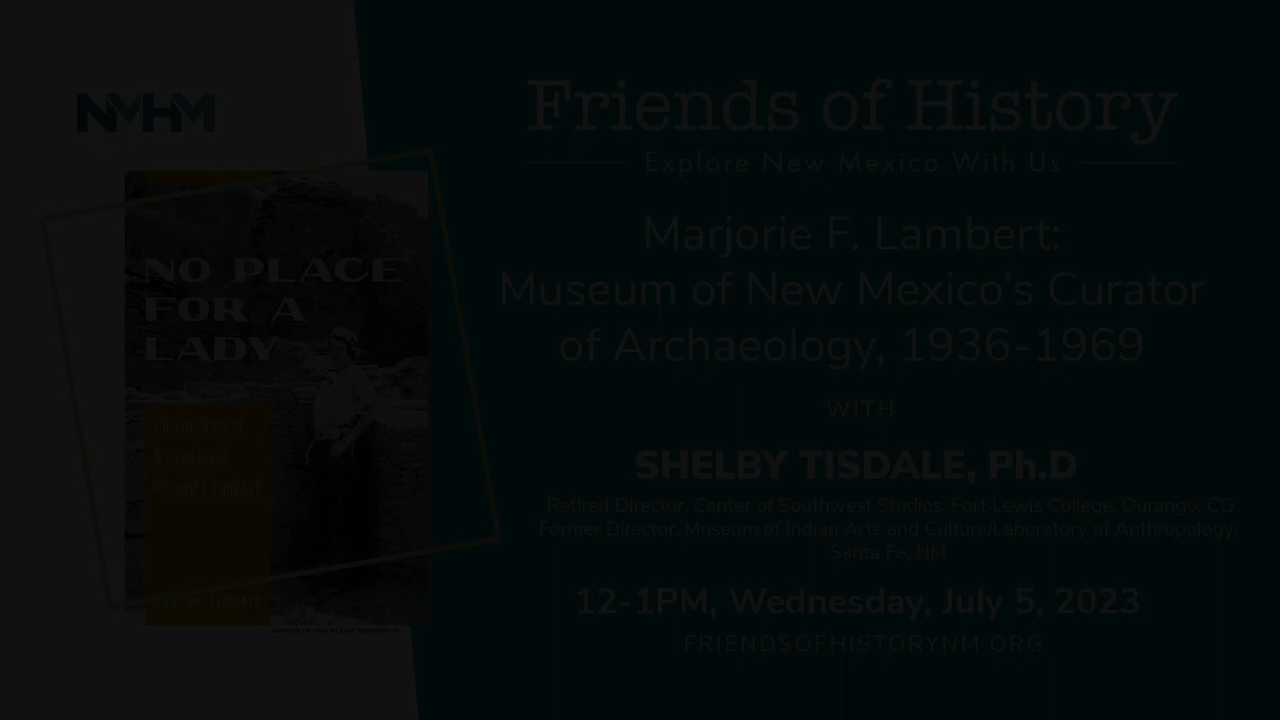 NMHM
NO PLACE
FOR A
LADY
SHELBY TISDALE
Friends of History
Explore New Mexico With Us
Marjorie F. Lambert:
Museum of New Mexico's Curator
of Archaeology, 1936-1969
WITH
SHELBY TISDALE, Ph.D
Retired Director, Center of Southwest Studies, Fort Lewis College, Durango, CO
Former Director, Museum of Indian Arts and Culture/Laboratory of Anthropology,
Santa Fe, NM
12-1PM, Wednesday, July 5, 2023
FRIENDSOFHISTORYNM.ORG